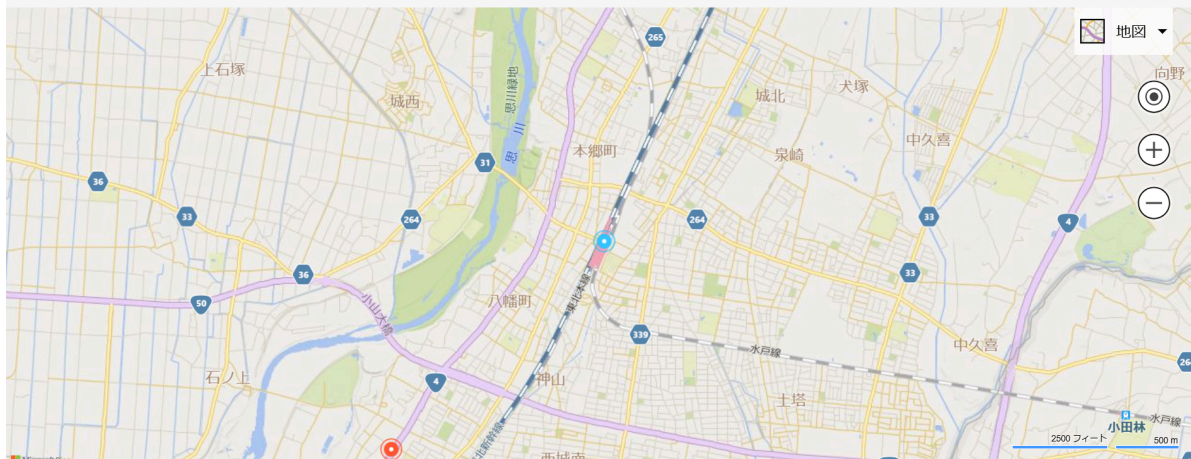 地図
265
向野
上石塚
城西
思川緑地
思川
城北
犬塚
中久喜
本郷町
泉崎
31
36
33
264
264
33
4
36
33
50
小山大橋
八幡町
東北本線
339
水戸線
中久喜
石ノ上
4
神山
土塔
小田林
水戸線
2500 フィート
500 m